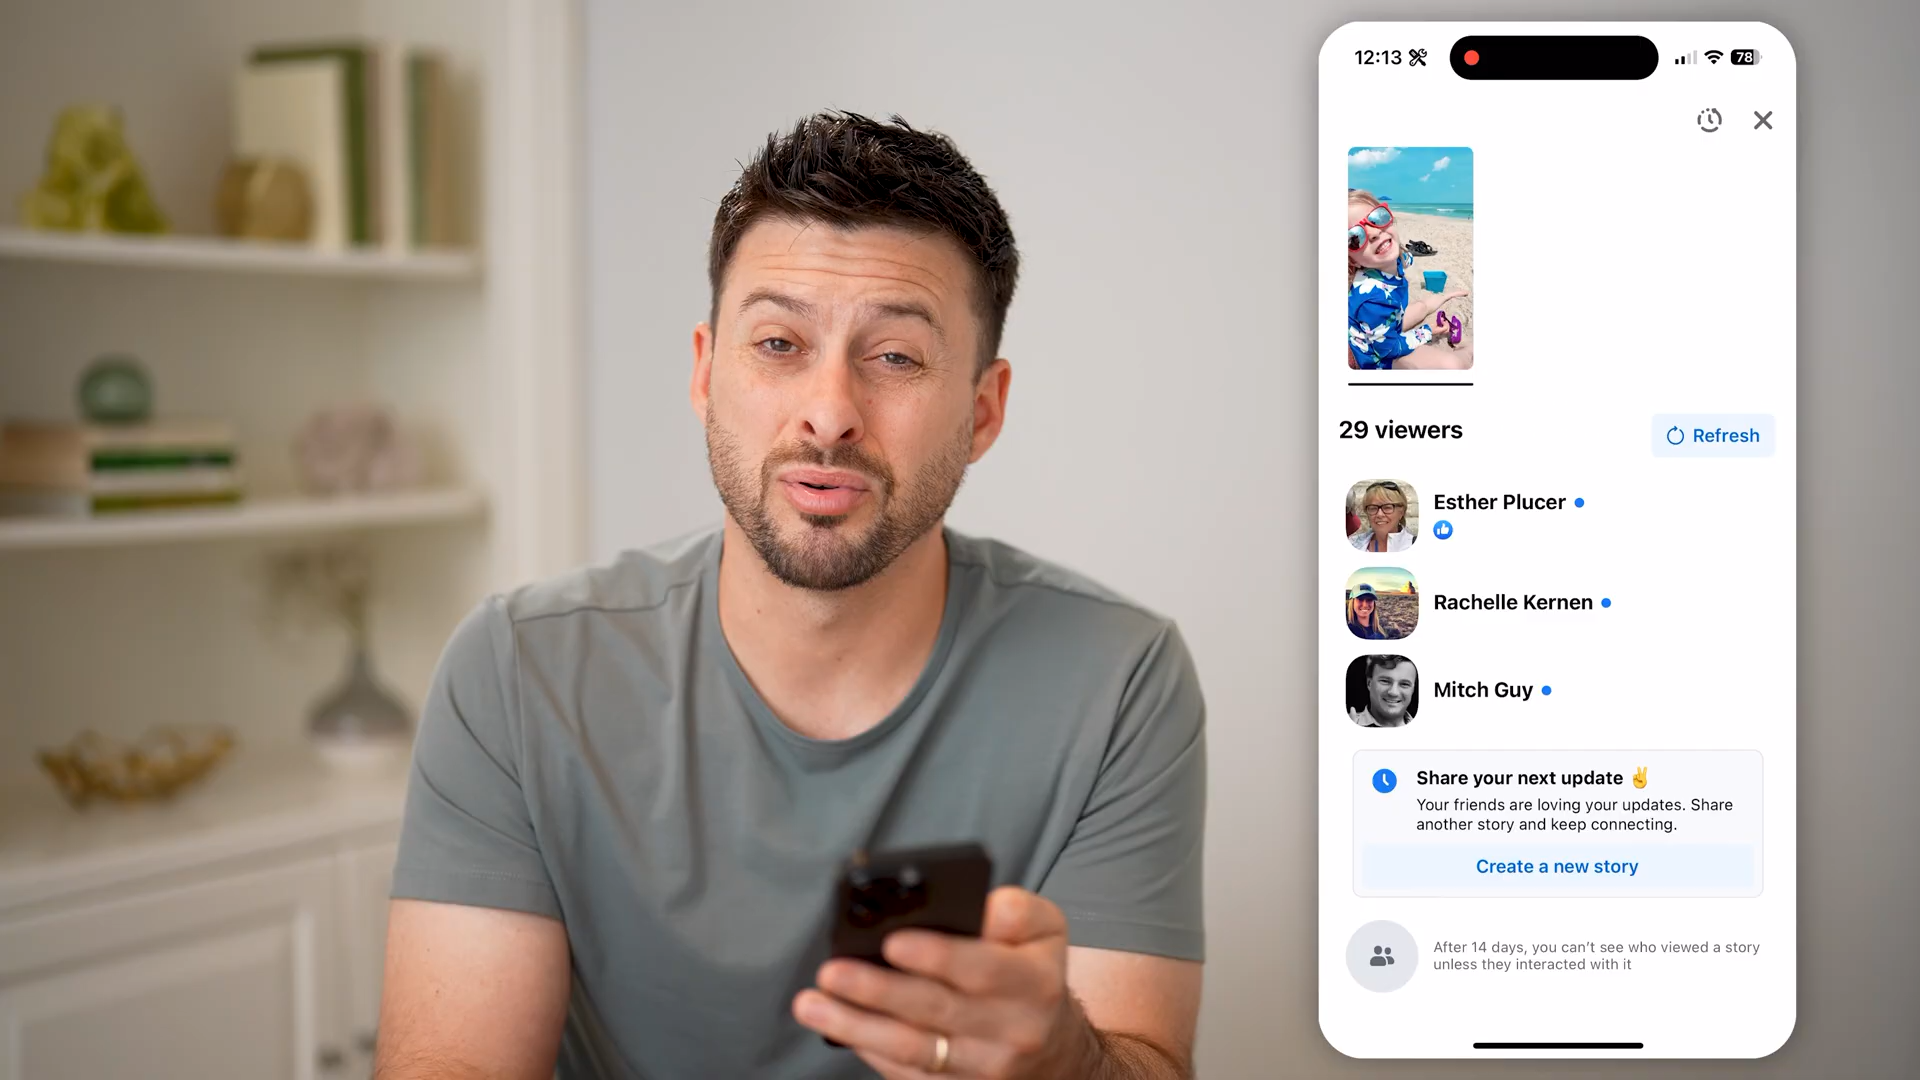 12:13
78
29 viewers
Refresh
Esther Plucer
Rachelle Kernen
Mitch Guy
Share your next update ✌️
Your friends are loving your updates. Share
another story and keep connecting.
Create a new story
After 14 days, you can’t see who viewed a story
unless they interacted with it